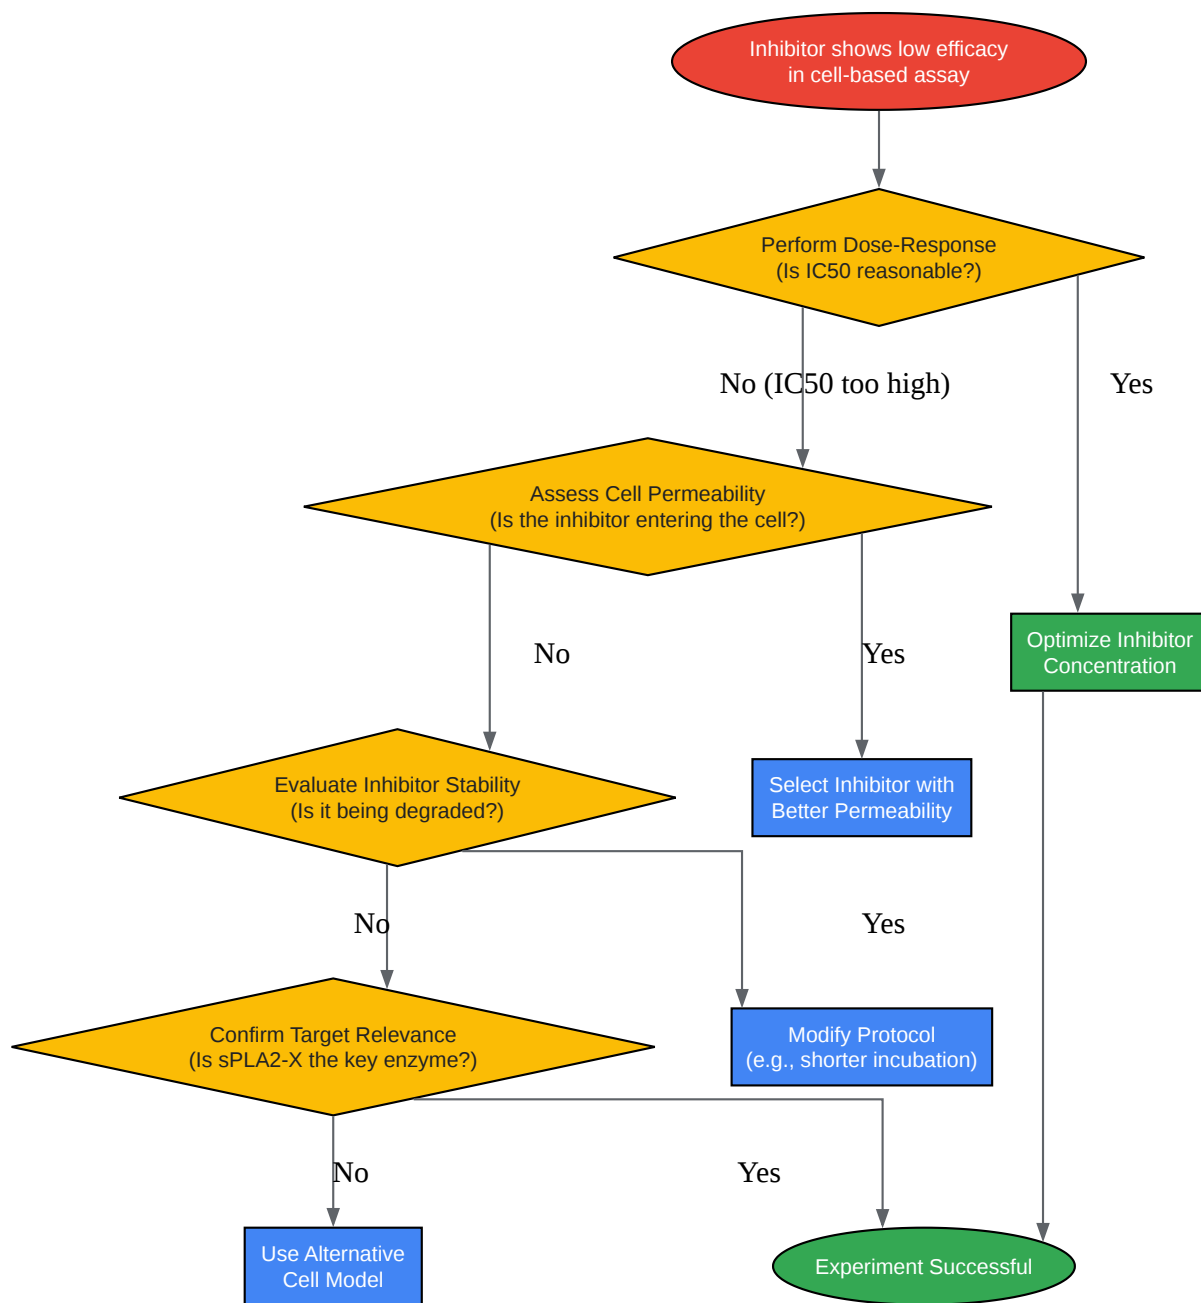 Inhibitor shows low efficacy
in cell-based assay
Perform Dose-Response
(Is IC50 reasonable?)
No (IC50 too high)
Yes
Assess Cell Permeability
(Is the inhibitor entering the cell?)
No
Yes
Optimize Inhibitor
Concentration
Evaluate Inhibitor Stability
(Is it being degraded?)
Select Inhibitor with
Better Permeability
No
Yes
Confirm Target Relevance
(Is sPLA2-X the key enzyme?)
Modify Protocol
(e.g., shorter incubation)
No
Yes
Use Alternative
Cell Model
Experiment Successful